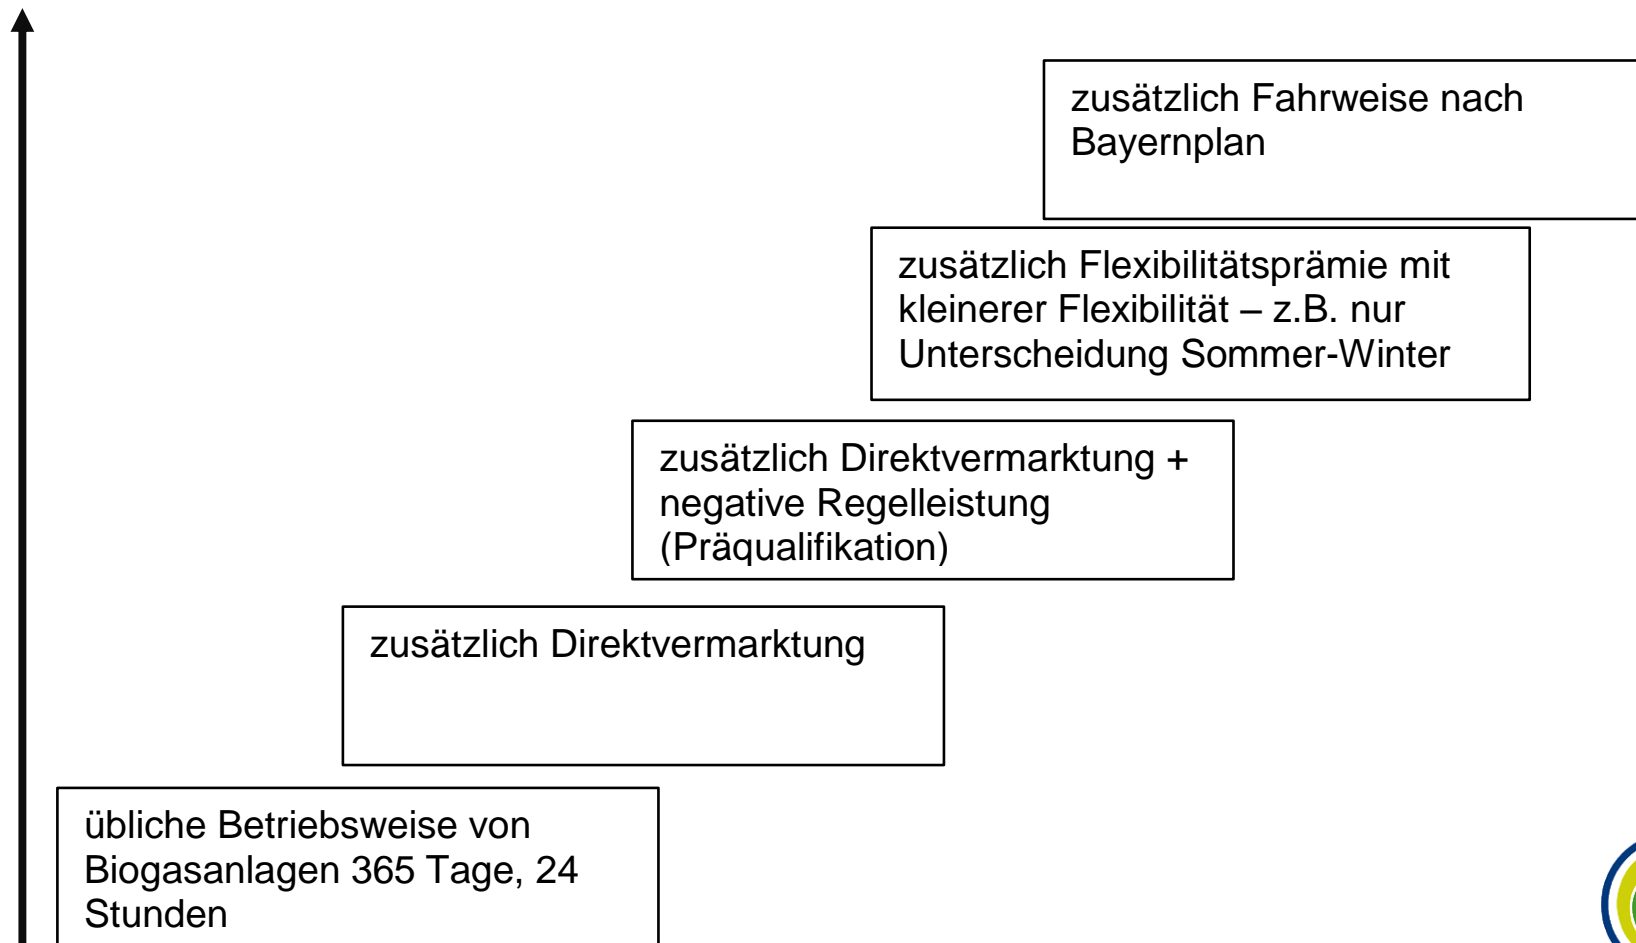 zusätzlich Fahrweise nach
Bayernplan
zusätzlich Flexibilitätsprämie mit
kleinerer Flexibilität – z.B. nur
Unterscheidung Sommer-Winter
zusätzlich Direktvermarktung +
negative Regelleistung
(Präqualifikation)
zusätzlich Direktvermarktung
übliche Betriebsweise von
Biogasanlagen 365 Tage, 24
Stunden